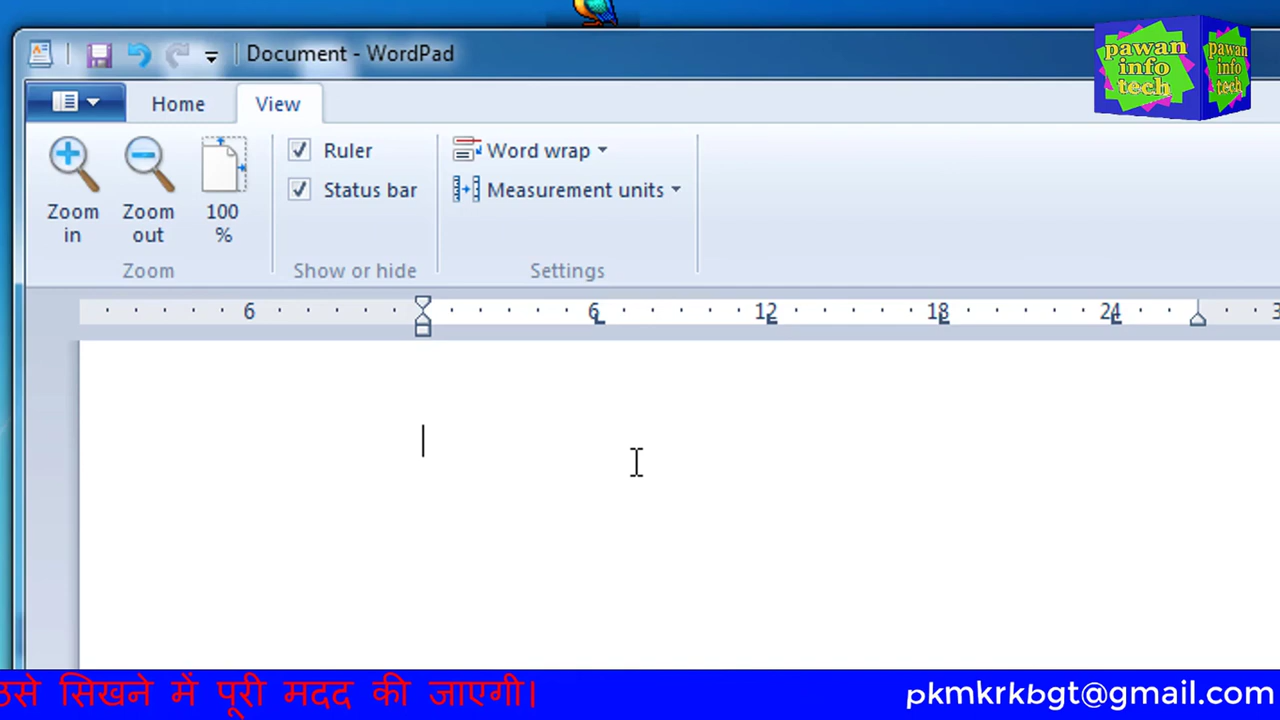 Document - WordPad
pawan
info
tech
pawan
info
tech
Home View
Zoom in
Zoom out
100 %
Zoom
Ruler
Status bar
Show or hide
Word wrap
Measurement units
Settings
6 6 12 18 24
सिखने में पूरी मदद की जाएगी।
pkmkrkbgt@gmail.com